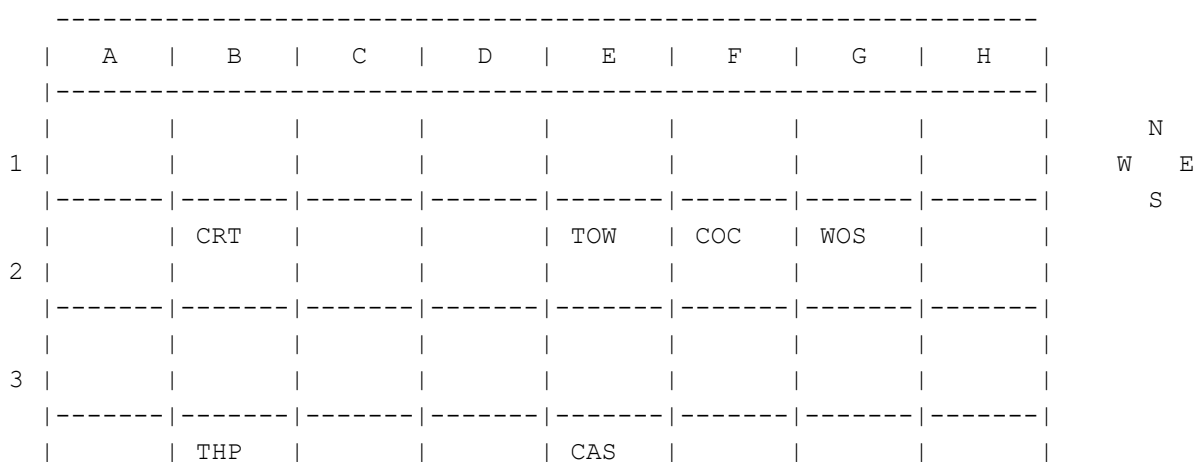 -----------------------------------------------------------------
| A | B | C | D | E | F | G | H |
|---------------------------------------------------------------|
| | | | | | | | | N
1 | | | | | | | | | W E
|-------|-------|-------|-------|-------|-------|-------|-------| S
| | CRT | | | TOW | COC | WOS | |
2 | | | | | | | | |
|-------|-------|-------|-------|-------|-------|-------|-------|
| | | | | | | | |
3 | | | | | | | | |
|-------|-------|-------|-------|-------|-------|-------|-------|
| | THP | | | CAS | | | |